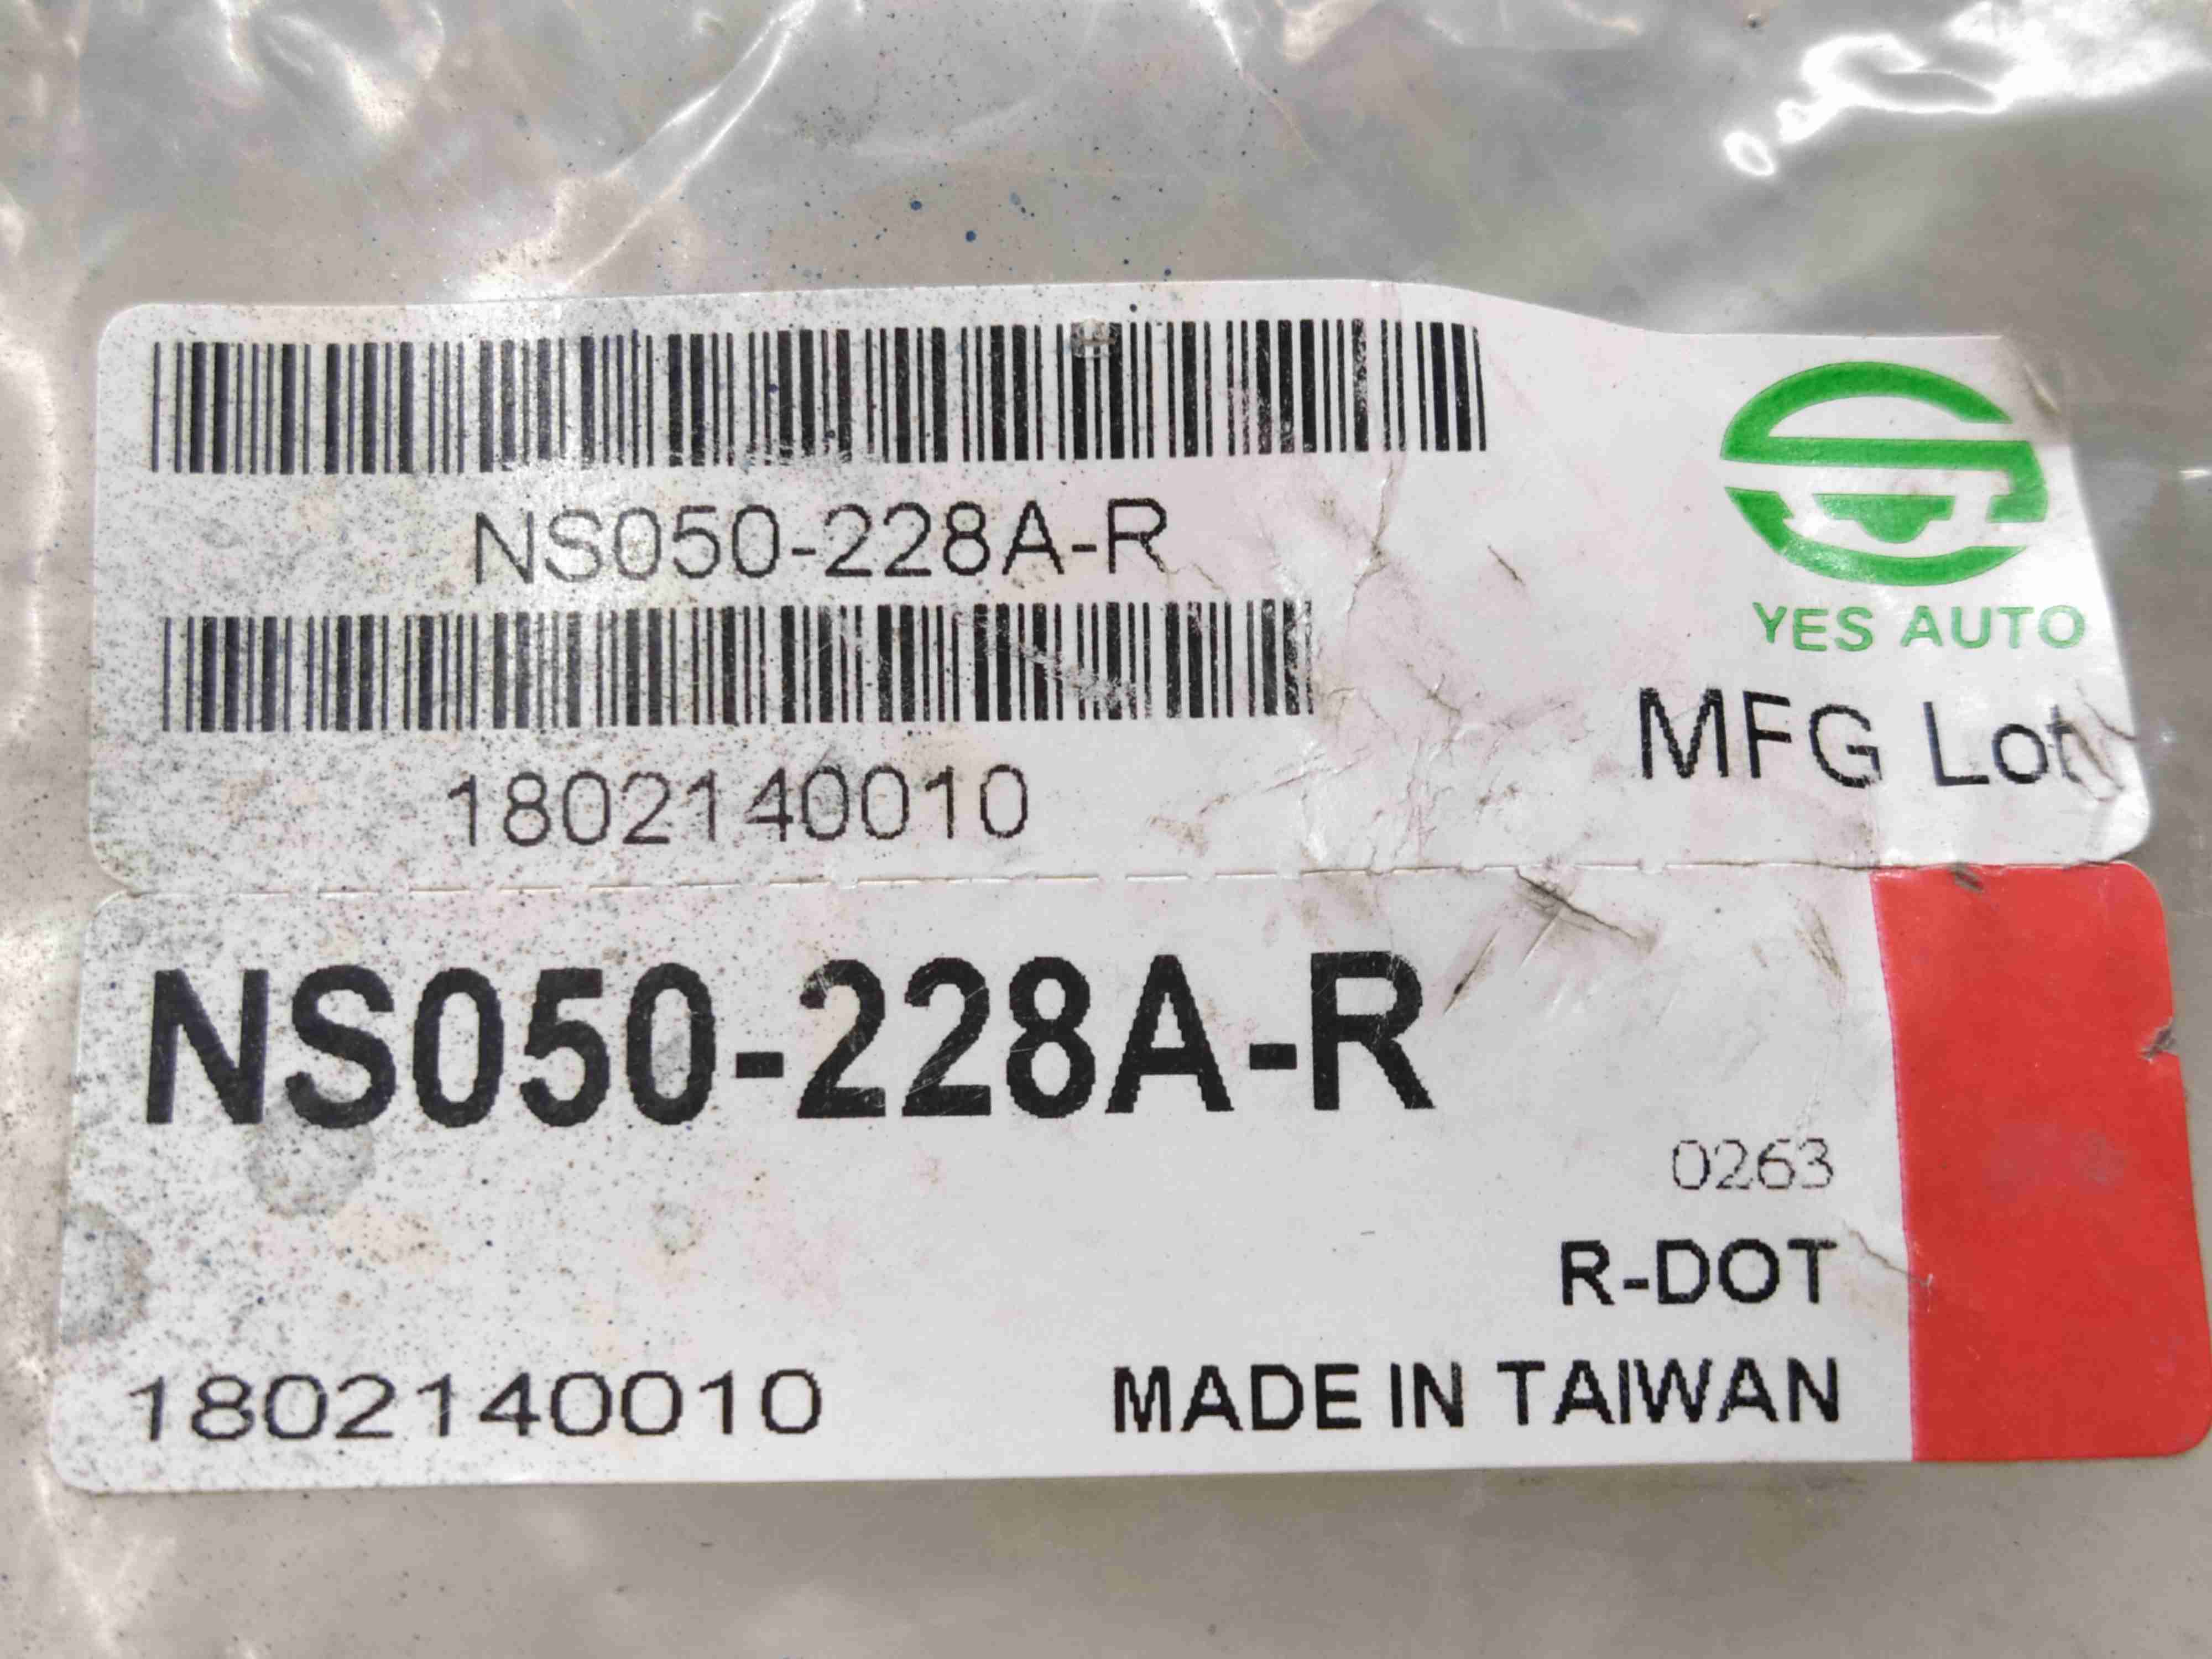 NS050-228A-R
YES AUTO
1802140010
MFG Lot
NS050-228A-R
0263
R-DOT
1802140010 MADE IN TAIWAN